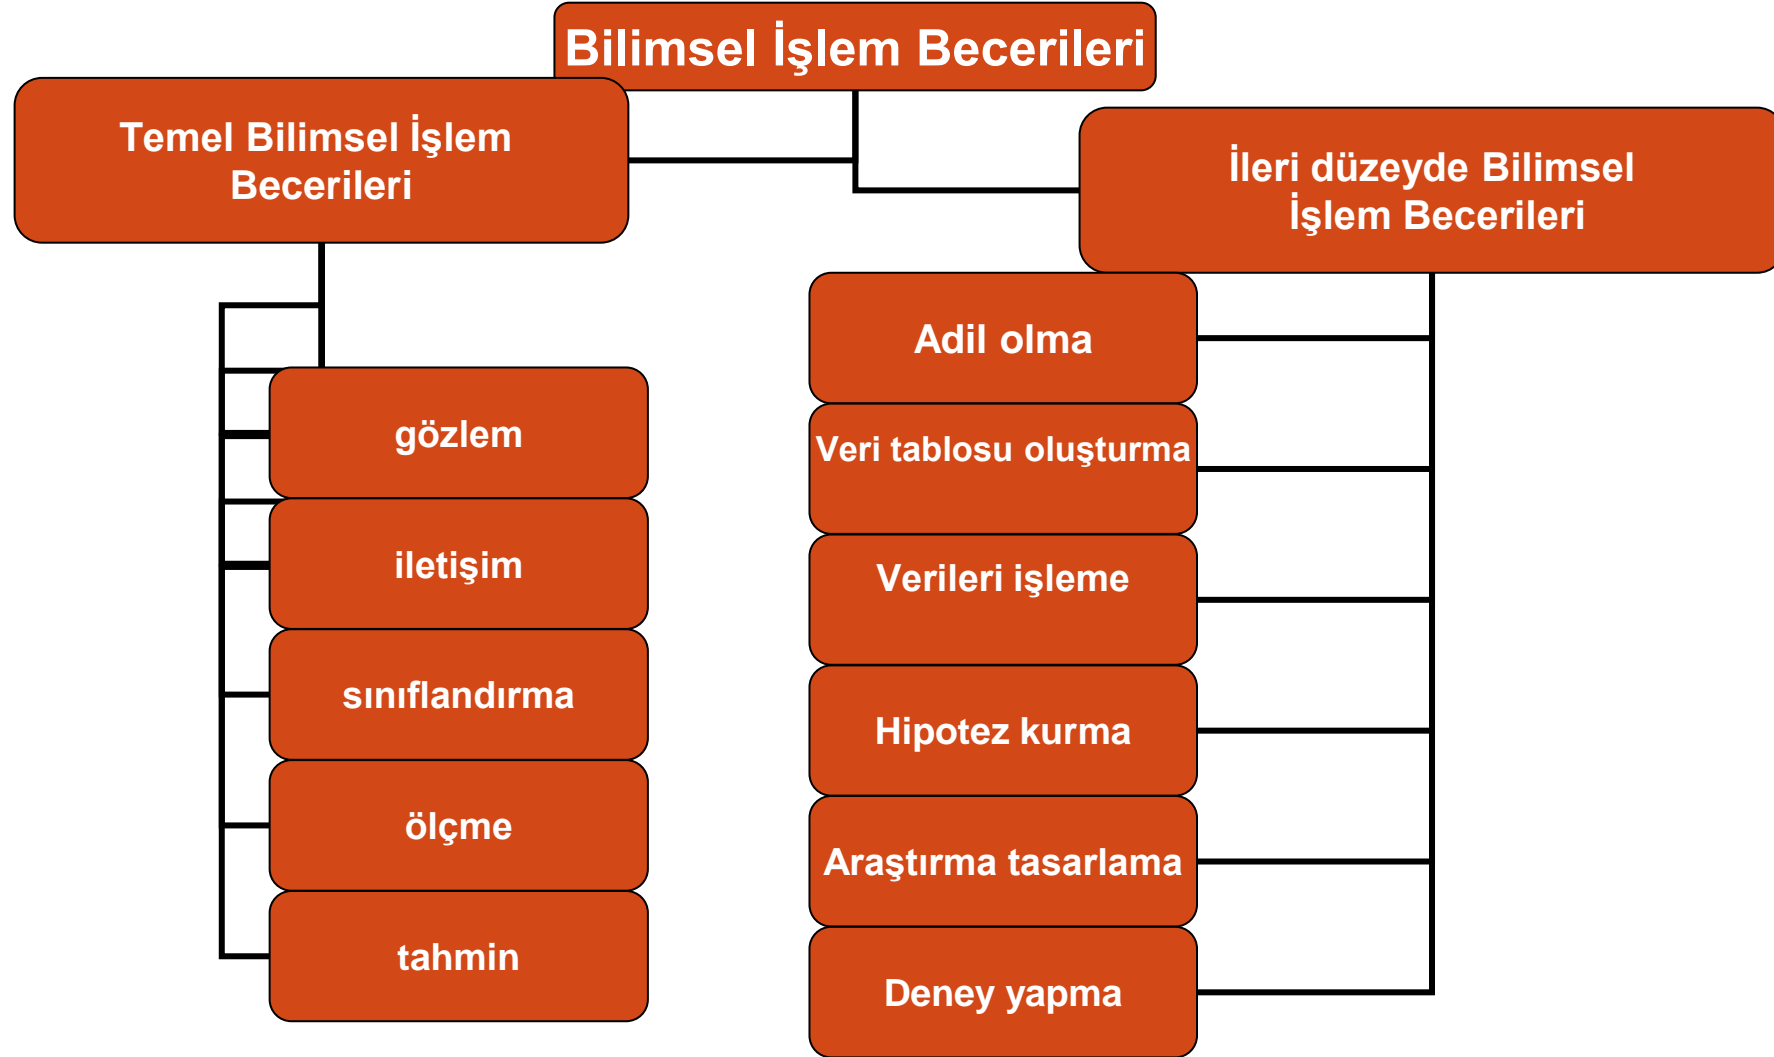 Bilimsel İşlem Becerileri
Temel Bilimsel İşlem
Becerileri
gözlem
iletişim
sınıflandırma
ölçme
tahmin
İleri düzeyde Bilimsel
İşlem Becerileri
Adil olma
Veri tablosu oluşturma
Verileri işleme
Hipotez kurma
Araştırma tasarlama
Deney yapma